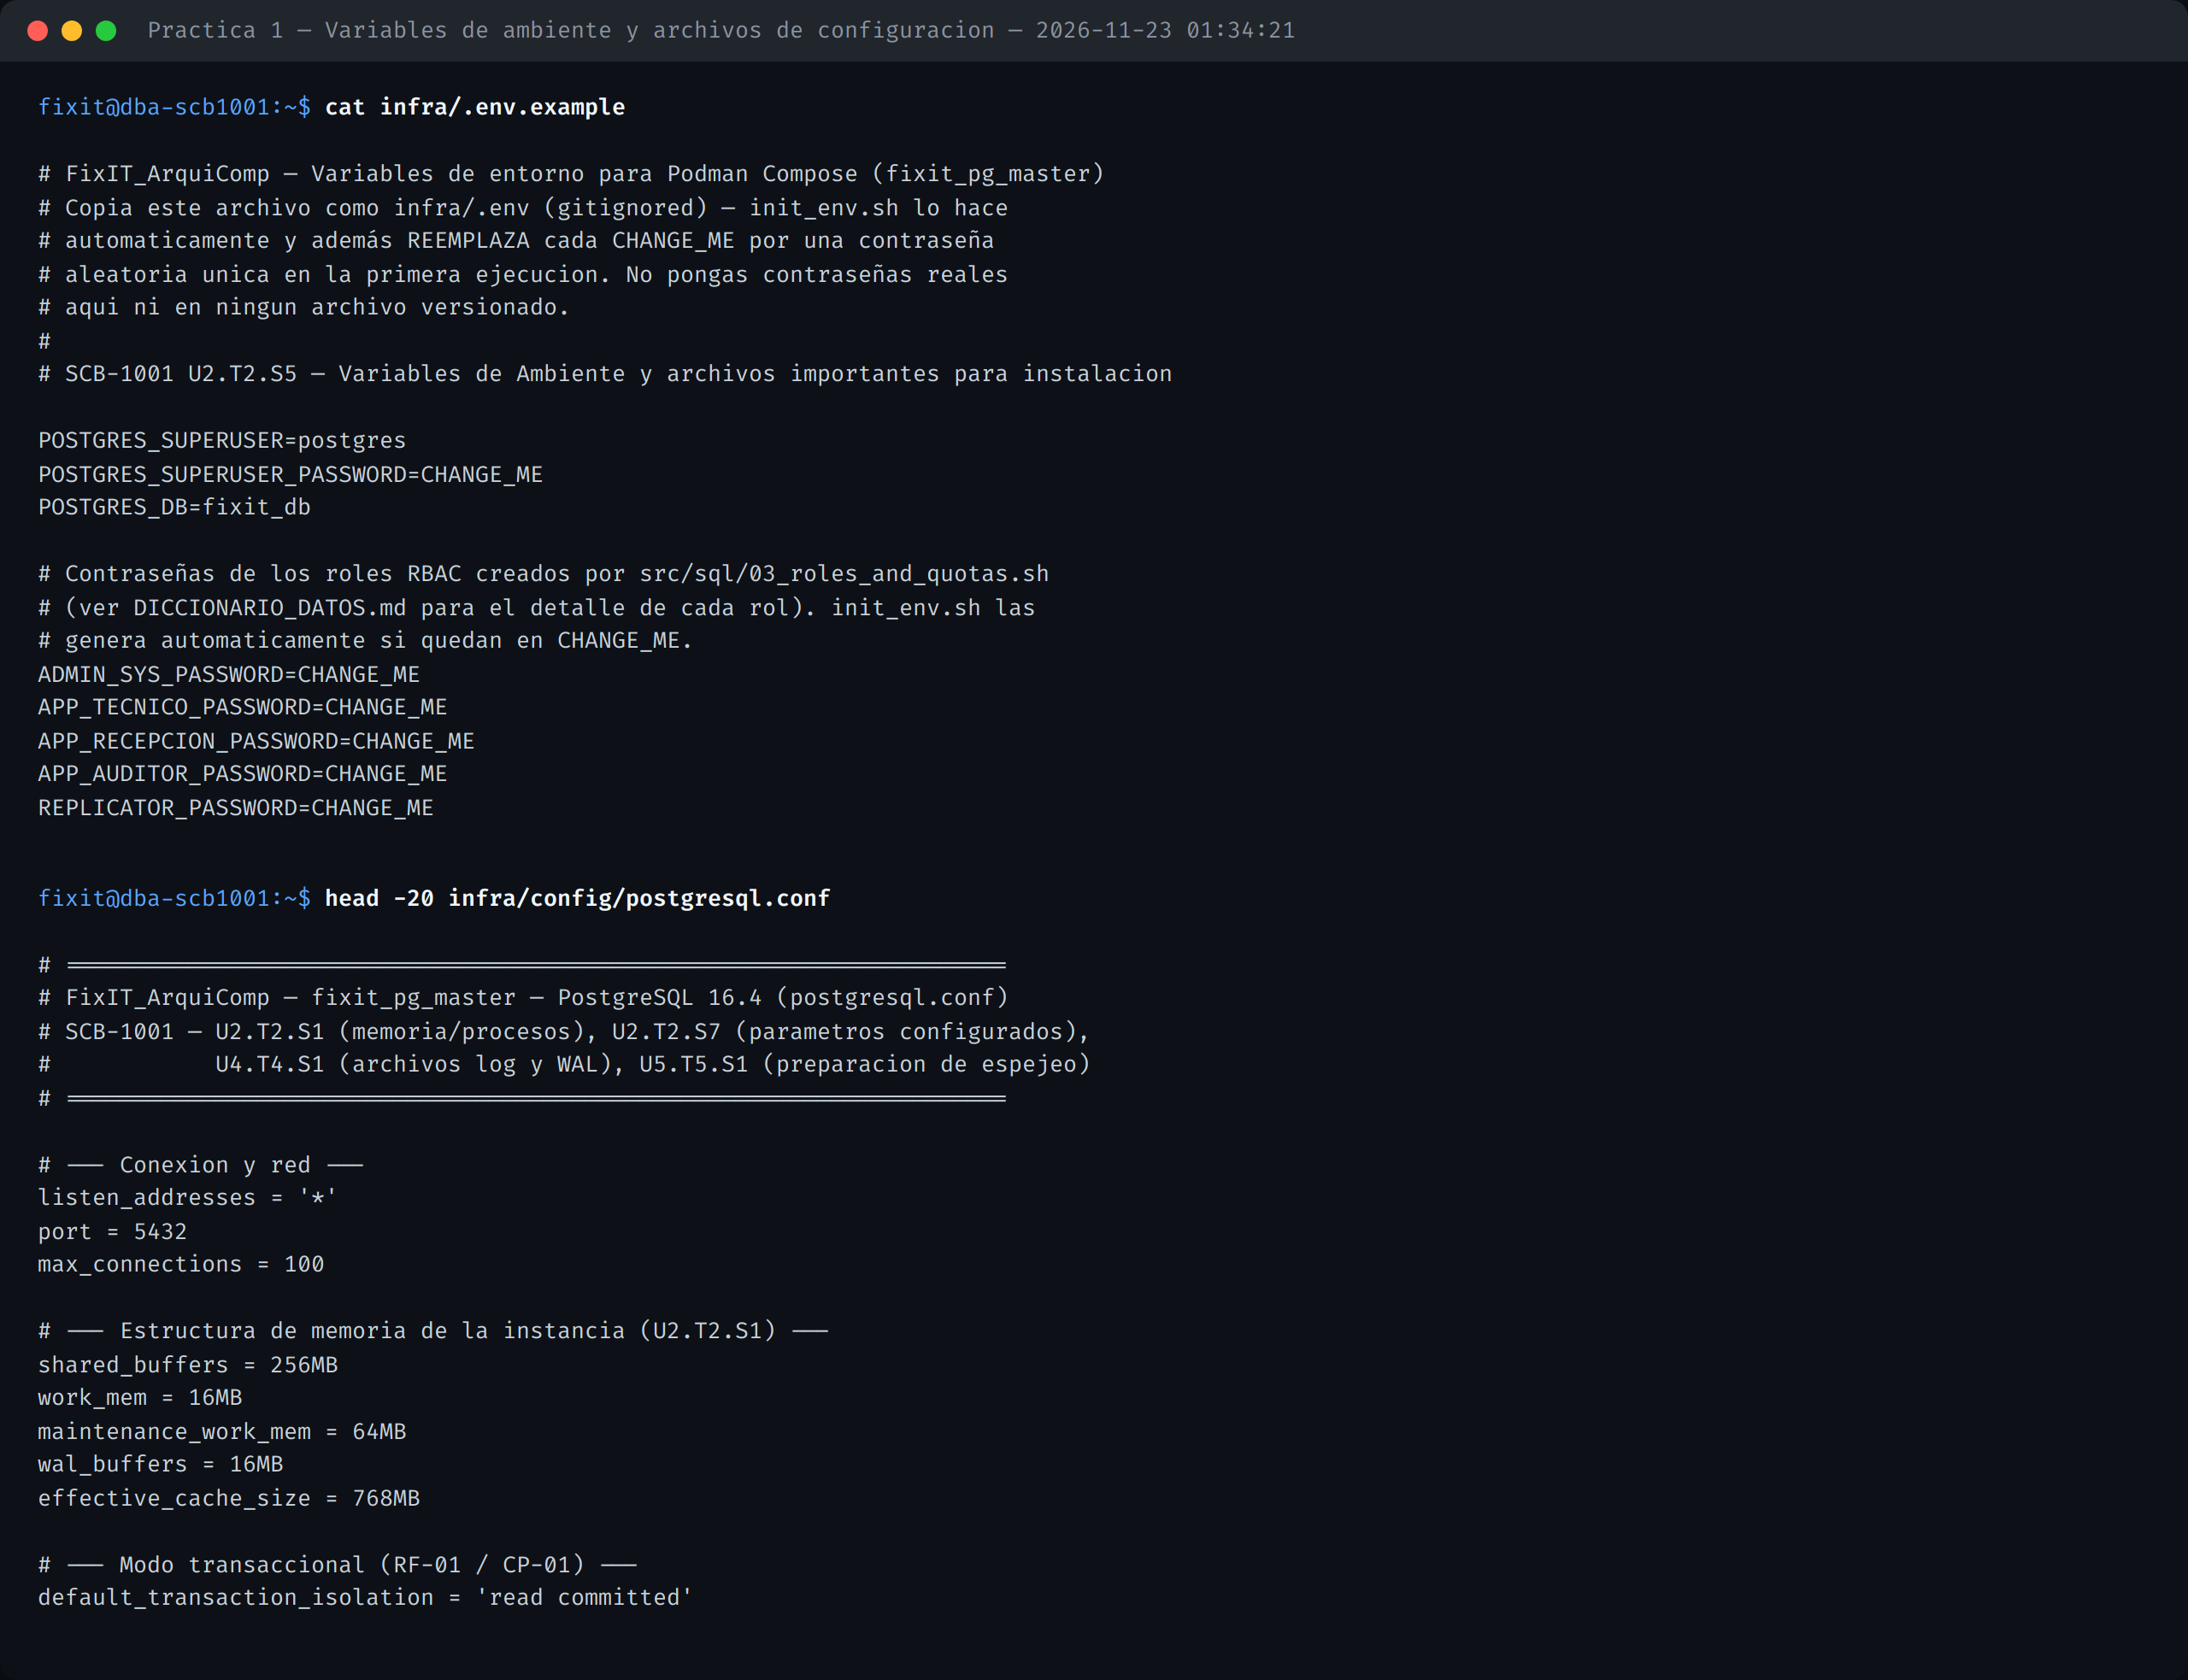 Practica 1 — Variables de ambiente y archivos de configuracion — 2026-11-23 01:34:21
fixit@dba-scb1001:~$ cat infra/.env.example
# FixIT_ArquiComp — Variables de entorno para Podman Compose (fixit_pg_master)
# Copia este archivo como infra/.env (gitignored) — init_env.sh lo hace
# automaticamente y además REEMPLAZA cada CHANGE_ME por una contraseña
# aleatoria unica en la primera ejecucion. No pongas contraseñas reales
# aqui ni en ningun archivo versionado.
#
# SCB-1001 U2.T2.S5 — Variables de Ambiente y archivos importantes para instalacion
POSTGRES_SUPERUSER=postgres
POSTGRES_SUPERUSER_PASSWORD=CHANGE_ME
POSTGRES_DB=fixit_db
# Contraseñas de los roles RBAC creados por src/sql/03_roles_and_quotas.sh
# (ver DICCIONARIO_DATOS.md para el detalle de cada rol). init_env.sh las
# genera automaticamente si quedan en CHANGE_ME.
ADMIN_SYS_PASSWORD=CHANGE_ME
APP_TECNICO_PASSWORD=CHANGE_ME
APP_RECEPCION_PASSWORD=CHANGE_ME
APP_AUDITOR_PASSWORD=CHANGE_ME
REPLICATOR_PASSWORD=CHANGE_ME
fixit@dba-scb1001:~$ head -20 infra/config/postgresql.conf
# =====================================================================
# FixIT_ArquiComp — fixit_pg_master — PostgreSQL 16.4 (postgresql.conf)
# SCB-1001 — U2.T2.S1 (memoria/procesos), U2.T2.S7 (parametros configurados),
#            U4.T4.S1 (archivos log y WAL), U5.T5.S1 (preparacion de espejeo)
# =====================================================================
# --- Conexion y red ---
listen_addresses = '*'
port = 5432
max_connections = 100
# --- Estructura de memoria de la instancia (U2.T2.S1) ---
shared_buffers = 256MB
work_mem = 16MB
maintenance_work_mem = 64MB
wal_buffers = 16MB
effective_cache_size = 768MB
# --- Modo transaccional (RF-01 / CP-01) ---
default_transaction_isolation = 'read committed'